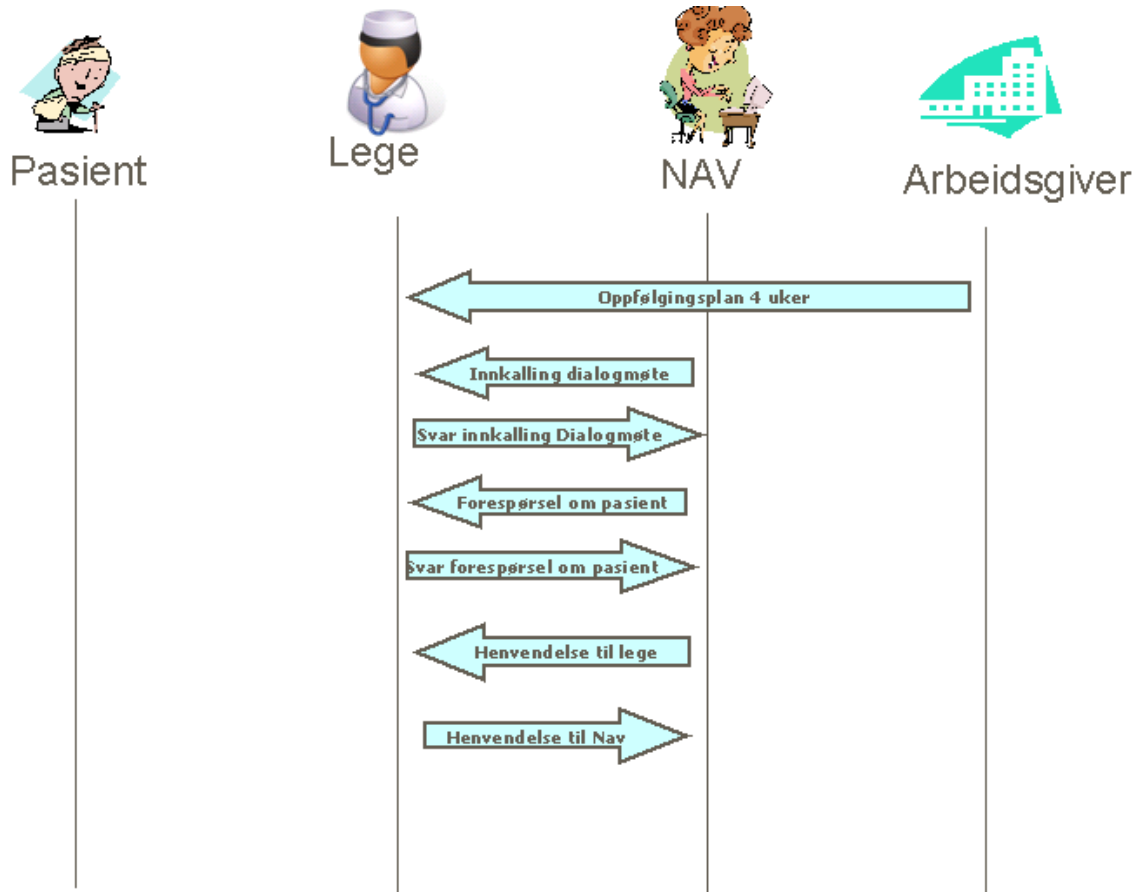 Pasient
Lege
NAV
Arbeidsgiver
Oppfølgingsplan 4 uker
Innkalling dialogmøte
Svar innkalling Dialogmøte
Forespørsel om pasient
Svar forespørsel om pasient
Henvendelse til lege
Henvendelse til Nav